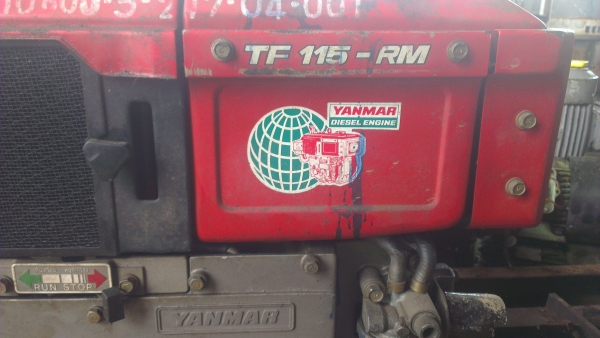 TF 115-RM
YANMAR
DIESEL ENGINE
RUN STOP
YANMAR